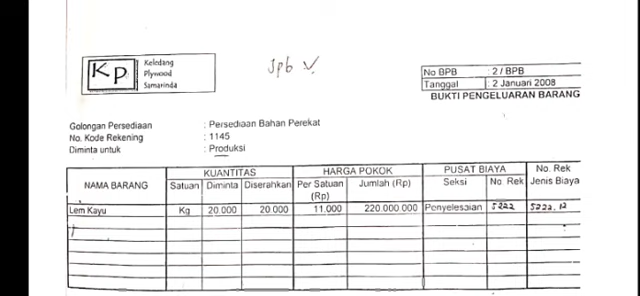 KP
Keledang
Plywood
Samarinda
Jpb ✓
No BPB : 2 / BPB
Tanggal : 2 Januari 2008
BUKTI PENGELUARAN BARANG
Golongan Persediaan : Persediaan Bahan Perekat
No. Kode Rekening : 1145
Diminta untuk : Produksi
NAMA BARANG KUANTITAS HARGA POKOK PUSAT BIAYA No. Rek
Satuan Diminta Diserahkan Per Satuan Jumlah (Rp) Seksi No. Rek Jenis Biaya
(Rp)
Lem Kayu Kg 20.000 20.000 11.000 220.000.000 Penyelesaian 5222 5222.12